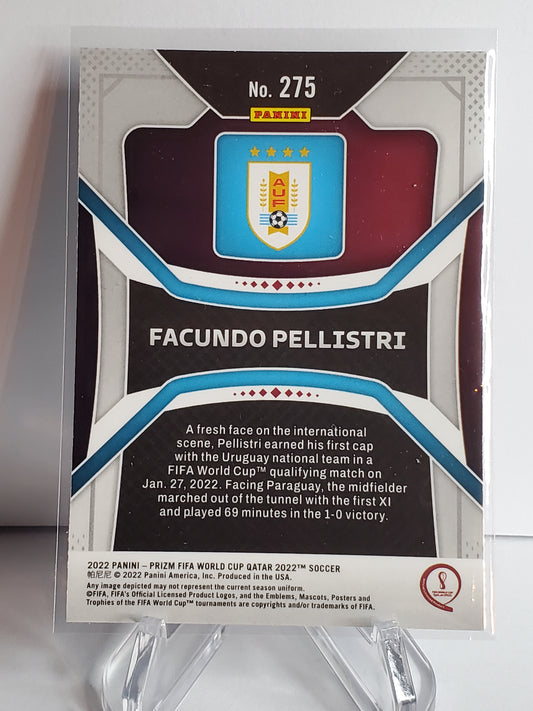 No. 275
PANINI
AUF
FACUNDO PELLISTRI
A fresh face on the international
scene, Pellistri earned his first cap
with the Uruguay national team in a
FIFA World Cup™ qualifying match on
Jan. 27, 2022. Facing Paraguay, the midfielder
marched out of the tunnel with the first XI
and played 69 minutes in the 1-0 victory.
2022 PANINI – PRIZM FIFA WORLD CUP QATAR 2022™ SOCCER
帕尼尼 © 2022 Panini America, Inc. Produced in the USA.
Any image depicted may not represent the current season uniform.
©FIFA, FIFA's Official Licensed Product Logos, and the Emblems, Mascots, Posters and
Trophies of the FIFA World Cup™ tournaments are copyrights and/or trademarks of FIFA.